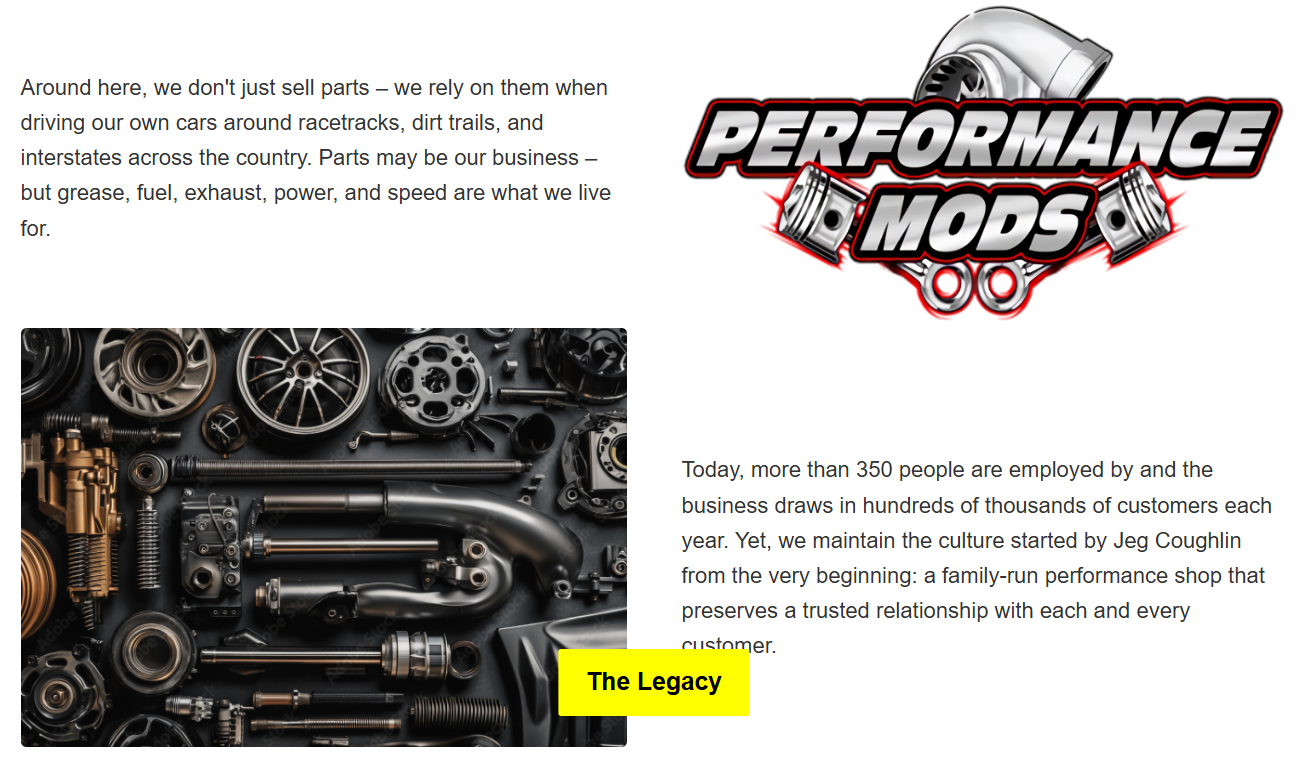 Around here, we don't just sell parts – we rely on them when
driving our own cars around racetracks, dirt trails, and
interstates across the country. Parts may be our business –
but grease, fuel, exhaust, power, and speed are what we live
for.
PERFORMANCE
MODS
Today, more than 350 people are employed by and the
business draws in hundreds of thousands of customers each
year. Yet, we maintain the culture started by Jeg Coughlin
from the very beginning: a family-run performance shop that
preserves a trusted relationship with each and every
customer.
The Legacy